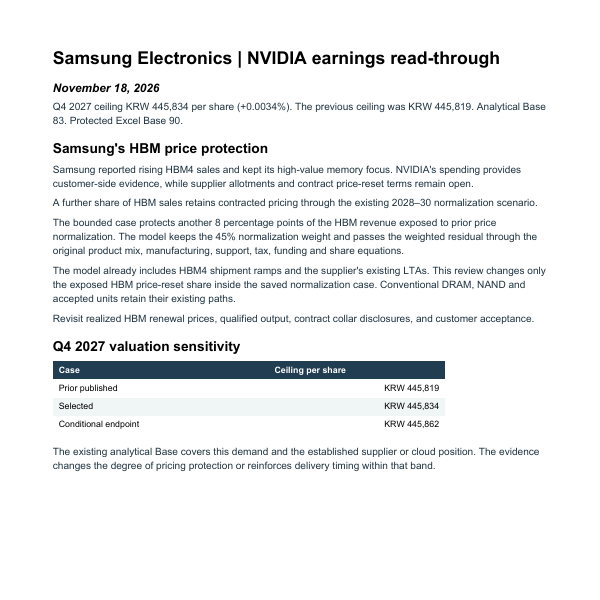 Samsung Electronics | NVIDIA earnings read-through
November 18, 2026
Q4 2027 ceiling KRW 445,834 per share (+0.0034%). The previous ceiling was KRW 445,819. Analytical Base
83. Protected Excel Base 90.
Samsung's HBM price protection
Samsung reported rising HBM4 sales and kept its high-value memory focus. NVIDIA's spending provides
customer-side evidence, while supplier allotments and contract price-reset terms remain open.
A further share of HBM sales retains contracted pricing through the existing 2028–30 normalization scenario.
The bounded case protects another 8 percentage points of the HBM revenue exposed to prior price
normalization. The model keeps the 45% normalization weight and passes the weighted residual through the
original product mix, manufacturing, support, tax, funding and share equations.
The model already includes HBM4 shipment ramps and the supplier's existing LTAs. This review changes only
the exposed HBM price-reset share inside the saved normalization case. Conventional DRAM, NAND and
accepted units retain their existing paths.
Revisit realized HBM renewal prices, qualified output, contract collar disclosures, and customer acceptance.
Q4 2027 valuation sensitivity
Case Ceiling per share
Prior published KRW 445,819
Selected KRW 445,834
Conditional endpoint KRW 445,862
The existing analytical Base covers this demand and the established supplier or cloud position. The evidence
changes the degree of pricing protection or reinforces delivery timing within that band.